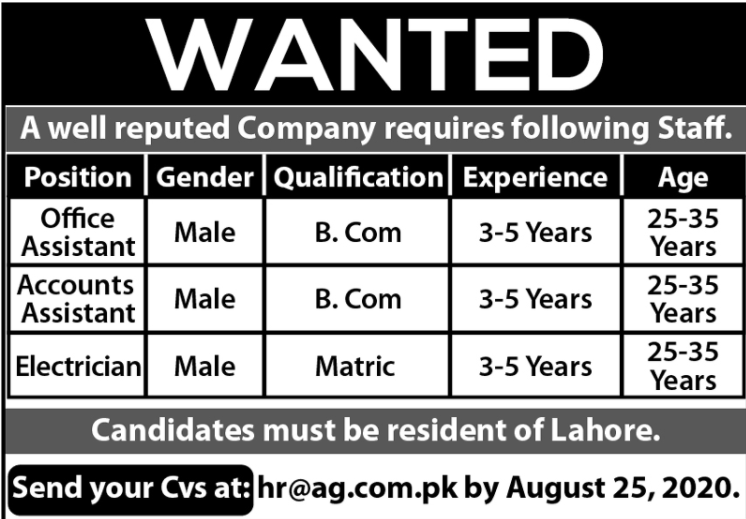 WANTED
A well reputed Company requires following Staff.
Position Gender Qualification Experience Age
Office Assistant Male B. Com 3-5 Years 25-35 Years
Accounts Assistant Male B. Com 3-5 Years 25-35 Years
Electrician Male Matric 3-5 Years 25-35 Years
Candidates must be resident of Lahore.
Send your Cvs at: hr@ag.com.pk by August 25, 2020.